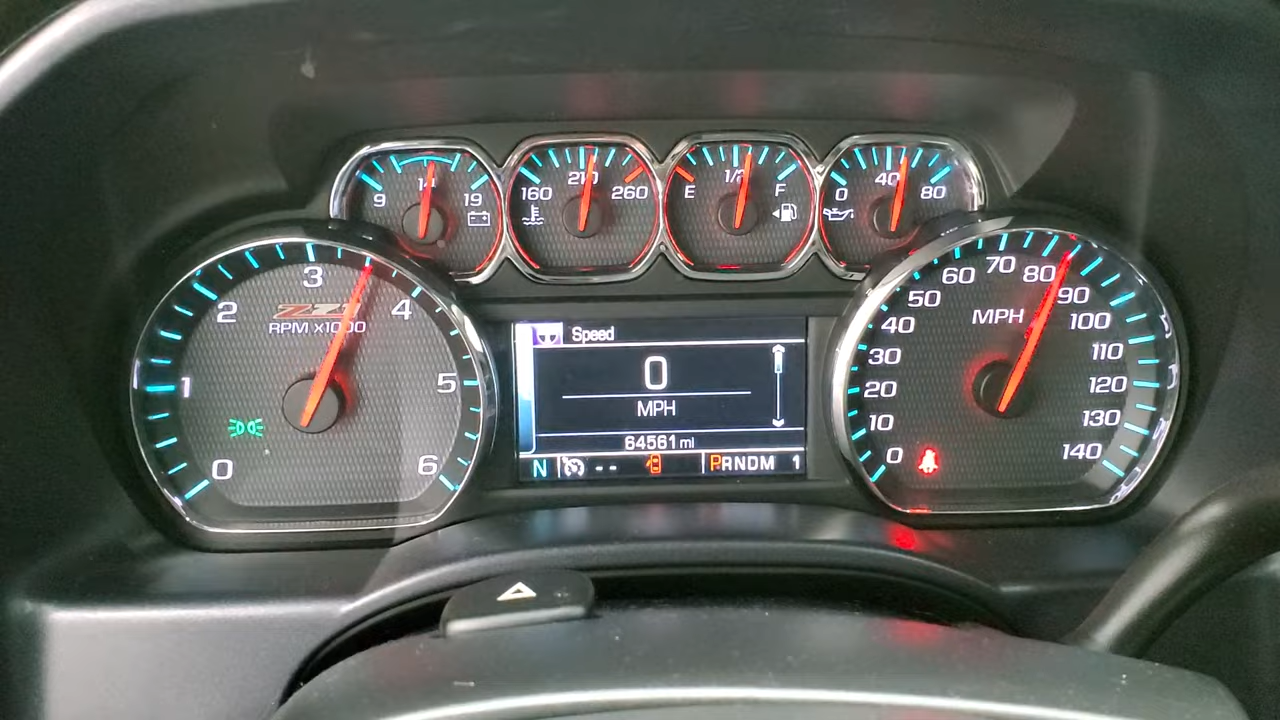 9 14 19
160 210 260
E 1/2 F
0 40 80
0 1 2 3 4 5 6
Z71
RPM X1000
Speed
0
MPH
64561 mi
N -- PRNDM 1
0 10 20 30 40 50 60 70 80 90 100 110 120 130 140
MPH